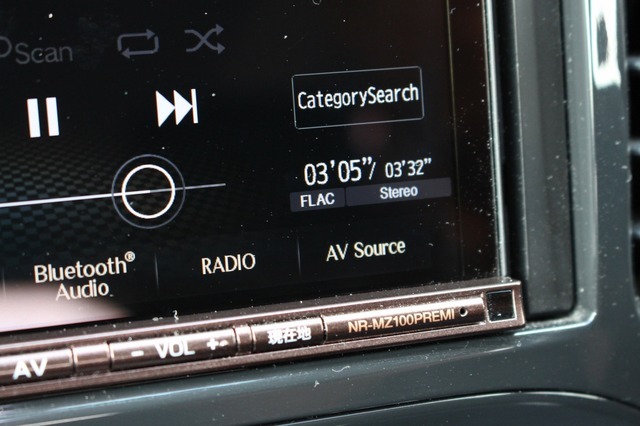 Scan
CategorySearch
03'05"/ 03'32"
FLAC Stereo
Bluetooth® Audio
RADIO
AV Source
AV
- VOL +
現在地
NR-MZ100PREMI